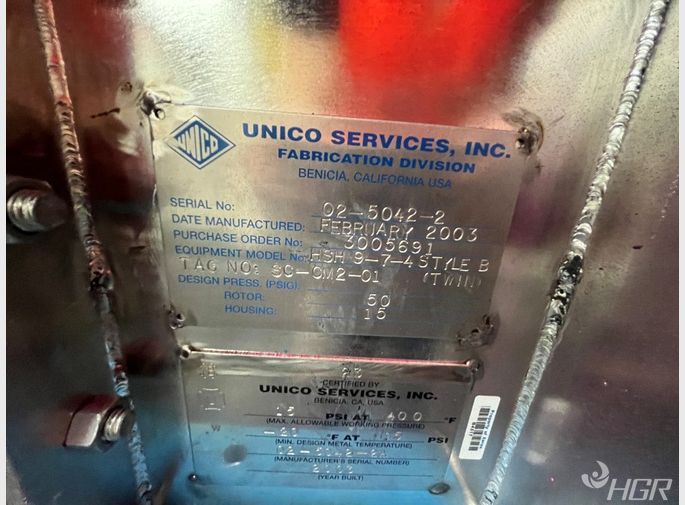 UNICO
UNICO SERVICES, INC.
FABRICATION DIVISION
BENICIA, CALIFORNIA USA
SERIAL No: 02-5042-2
DATE MANUFACTURED: FEBRUARY 2003
PURCHASE ORDER No: 3005691
EQUIPMENT MODEL No: HSH 9-7-4 STYLE B
TAG NO: SC-CM2-01 (TWIN)
DESIGN PRESS. (PSIG):
ROTOR: 50
HOUSING: 15
CERTIFIED BY
UNICO SERVICES, INC.
BENICIA, CA, USA
15 PSI AT 400 °F
(MAX. ALLOWABLE WORKING PRESSURE)
°F AT PSI
(MIN. DESIGN METAL TEMPERATURE)
(MANUFACTURER'S SERIAL NUMBER)
(YEAR BUILT)
W
HGR